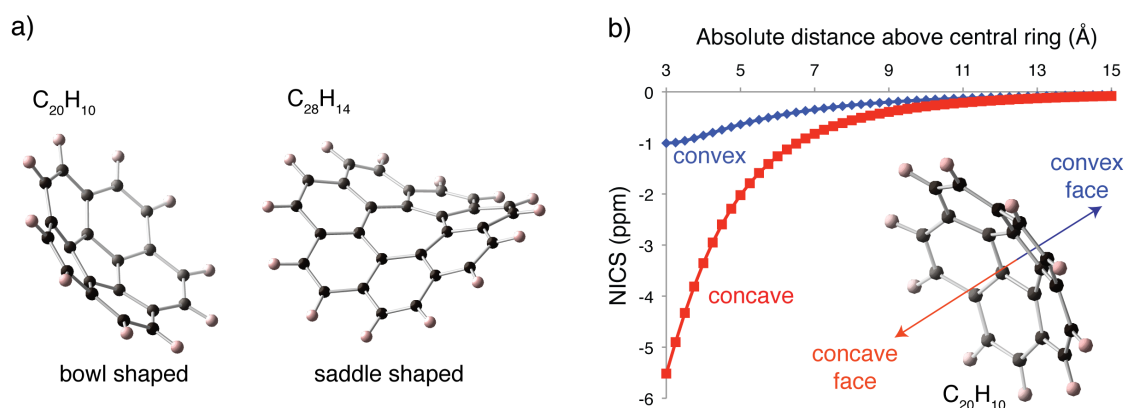 a)
C₂₀H₁₀
C₂₈H₁₄
bowl shaped
saddle shaped
b)
Absolute distance above central ring (Å)
3 5 7 9 11 13 15
0
-1
-2
-3
-4
-5
-6
NICS (ppm)
convex
concave
convex
face
concave
face
C₂₀H₁₀